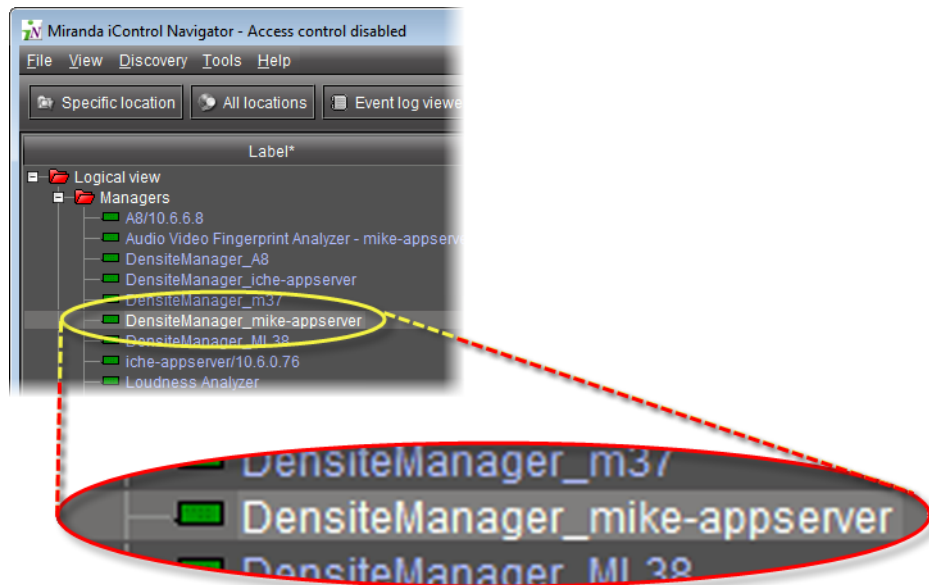 Miranda iControl Navigator - Access control disabled
File View Discovery Tools Help
Specific location All locations Event log viewe
Label*
Logical view
Managers
A8/10.6.6.8
Audio Video Fingerprint Analyzer - mike-appserve
DensiteManager_A8
DensiteManager_iche-appserver
DensiteManager_m37
DensiteManager_mike-appserver
DensiteManager_ML38
iche-appserver/10.6.0.76
Loudness Analyzer
DensiteManager_m37
DensiteManager_mike-appserver
DensiteManager_ML38